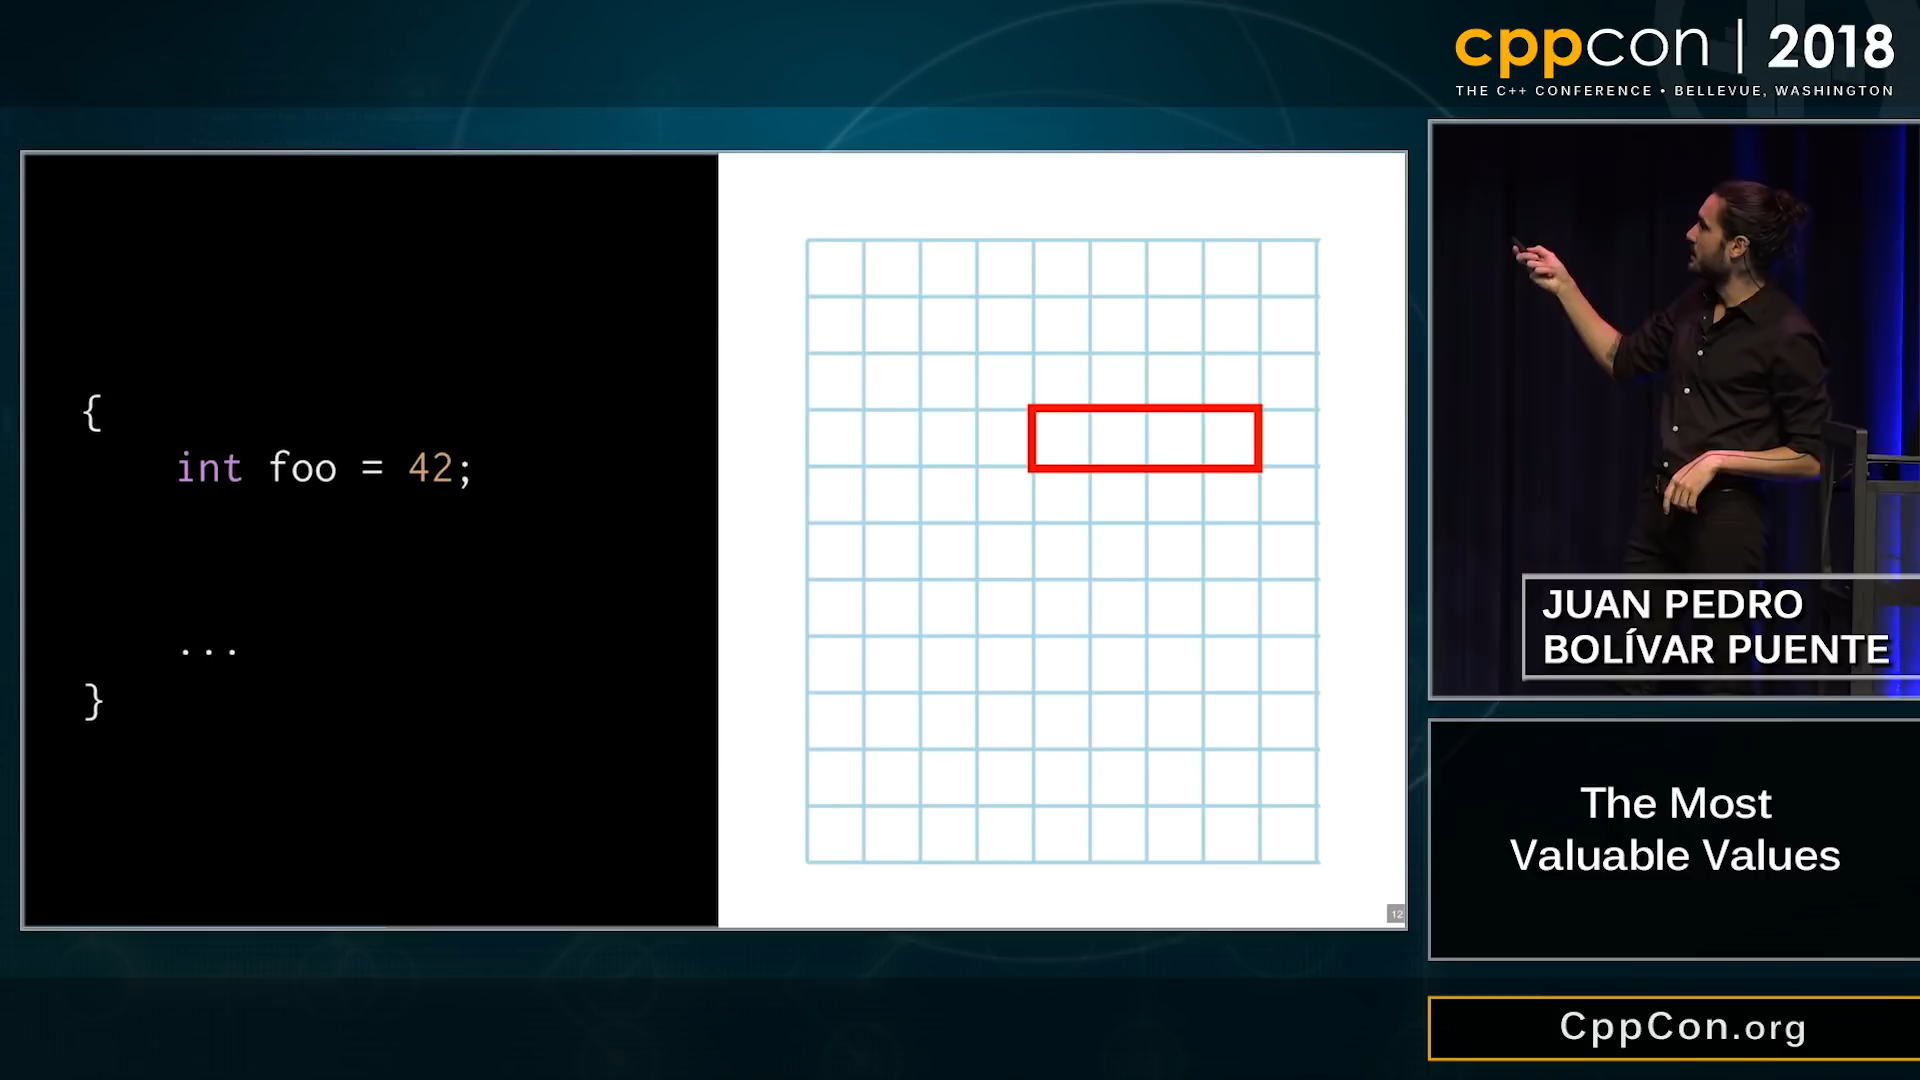 cppcon | 2018
THE C++ CONFERENCE • BELLEVUE, WASHINGTON
{
int foo = 42;
...
}
12
JUAN PEDRO
BOLÍVAR PUENTE
The Most
Valuable Values
CppCon.org